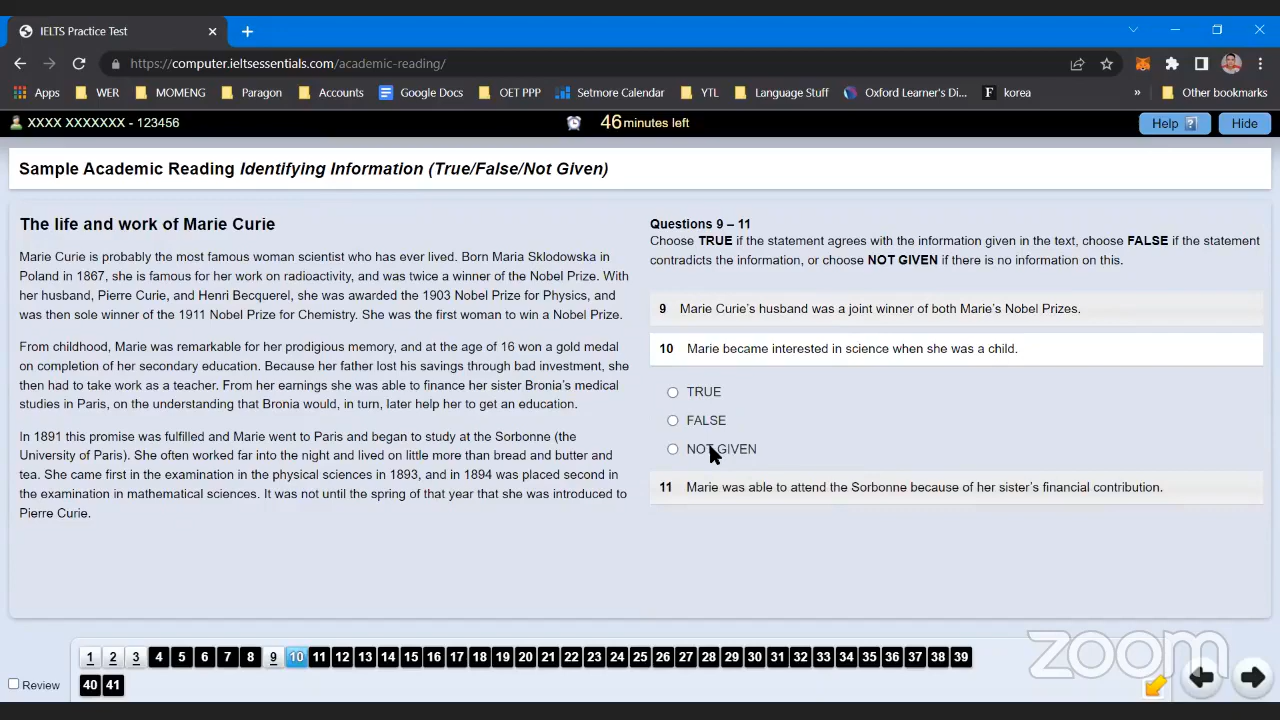 IELTS Practice Test
https://computer.ieltsessentials.com/academic-reading/
Apps WER MOMENG Paragon Accounts Google Docs OET PPP Setmore Calendar YTL Language Stuff Oxford Learner's Di... F korea » Other bookmarks
XXXX XXXXXXX - 123456 46 minutes left Help ? Hide
Sample Academic Reading Identifying Information (True/False/Not Given)
The life and work of Marie Curie
Marie Curie is probably the most famous woman scientist who has ever lived. Born Maria Sklodowska in
Poland in 1867, she is famous for her work on radioactivity, and was twice a winner of the Nobel Prize. With
her husband, Pierre Curie, and Henri Becquerel, she was awarded the 1903 Nobel Prize for Physics, and
was then sole winner of the 1911 Nobel Prize for Chemistry. She was the first woman to win a Nobel Prize.
From childhood, Marie was remarkable for her prodigious memory, and at the age of 16 won a gold medal
on completion of her secondary education. Because her father lost his savings through bad investment, she
then had to take work as a teacher. From her earnings she was able to finance her sister Bronia's medical
studies in Paris, on the understanding that Bronia would, in turn, later help her to get an education.
In 1891 this promise was fulfilled and Marie went to Paris and began to study at the Sorbonne (the
University of Paris). She often worked far into the night and lived on little more than bread and butter and
tea. She came first in the examination in the physical sciences in 1893, and in 1894 was placed second in
the examination in mathematical sciences. It was not until the spring of that year that she was introduced to
Pierre Curie.
Questions 9 – 11
Choose TRUE if the statement agrees with the information given in the text, choose FALSE if the statement
contradicts the information, or choose NOT GIVEN if there is no information on this.
9 Marie Curie's husband was a joint winner of both Marie's Nobel Prizes.
10 Marie became interested in science when she was a child.
TRUE
FALSE
NOT GIVEN
11 Marie was able to attend the Sorbonne because of her sister's financial contribution.
1 2 3 4 5 6 7 8 9 10 11 12 13 14 15 16 17 18 19 20 21 22 23 24 25 26 27 28 29 30 31 32 33 34 35 36 37 38 39
Review 40 41
zoom